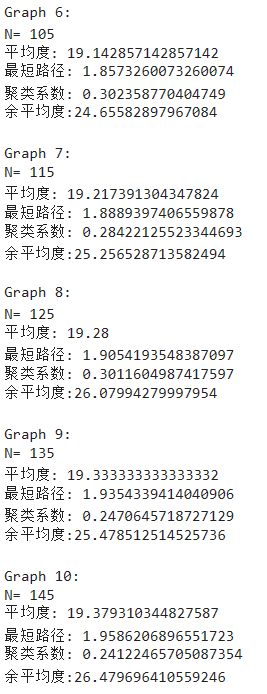 Graph 6:
N= 105
平均度: 19.142857142857142
最短路径: 1.8573260073260074
聚类系数: 0.302358770404749
余平均度:24.65582897967084
Graph 7:
N= 115
平均度: 19.217391304347824
最短路径: 1.8889397406559878
聚类系数: 0.28422125523344693
余平均度:25.256528713582494
Graph 8:
N= 125
平均度: 19.28
最短路径: 1.9054193548387097
聚类系数: 0.3011604987417597
余平均度:26.07994279997954
Graph 9:
N= 135
平均度: 19.333333333333332
最短路径: 1.9354339414040906
聚类系数: 0.2470645718727129
余平均度:25.478512514525736
Graph 10:
N= 145
平均度: 19.379310344827587
最短路径: 1.9586206896551723
聚类系数: 0.24122465705087354
余平均度:26.479696410559246